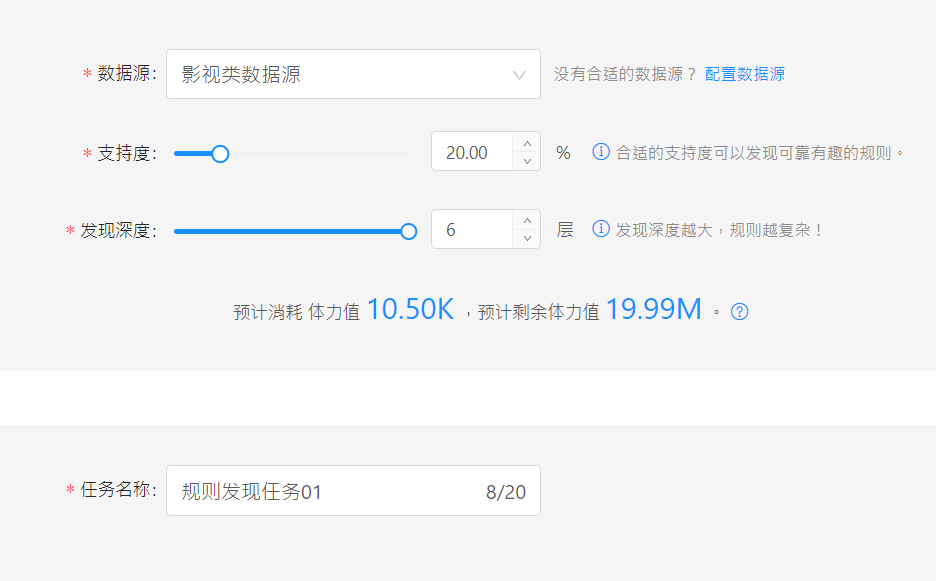 * 数据源: 影视类数据源 没有合适的数据源？ 配置数据源
* 支持度: 20.00 % 合适的支持度可以发现可靠有趣的规则。
* 发现深度: 6 层 发现深度越大，规则越复杂！
预计消耗 体力值 10.50K ，预计剩余体力值 19.99M 。
* 任务名称: 规则发现任务01 8/20